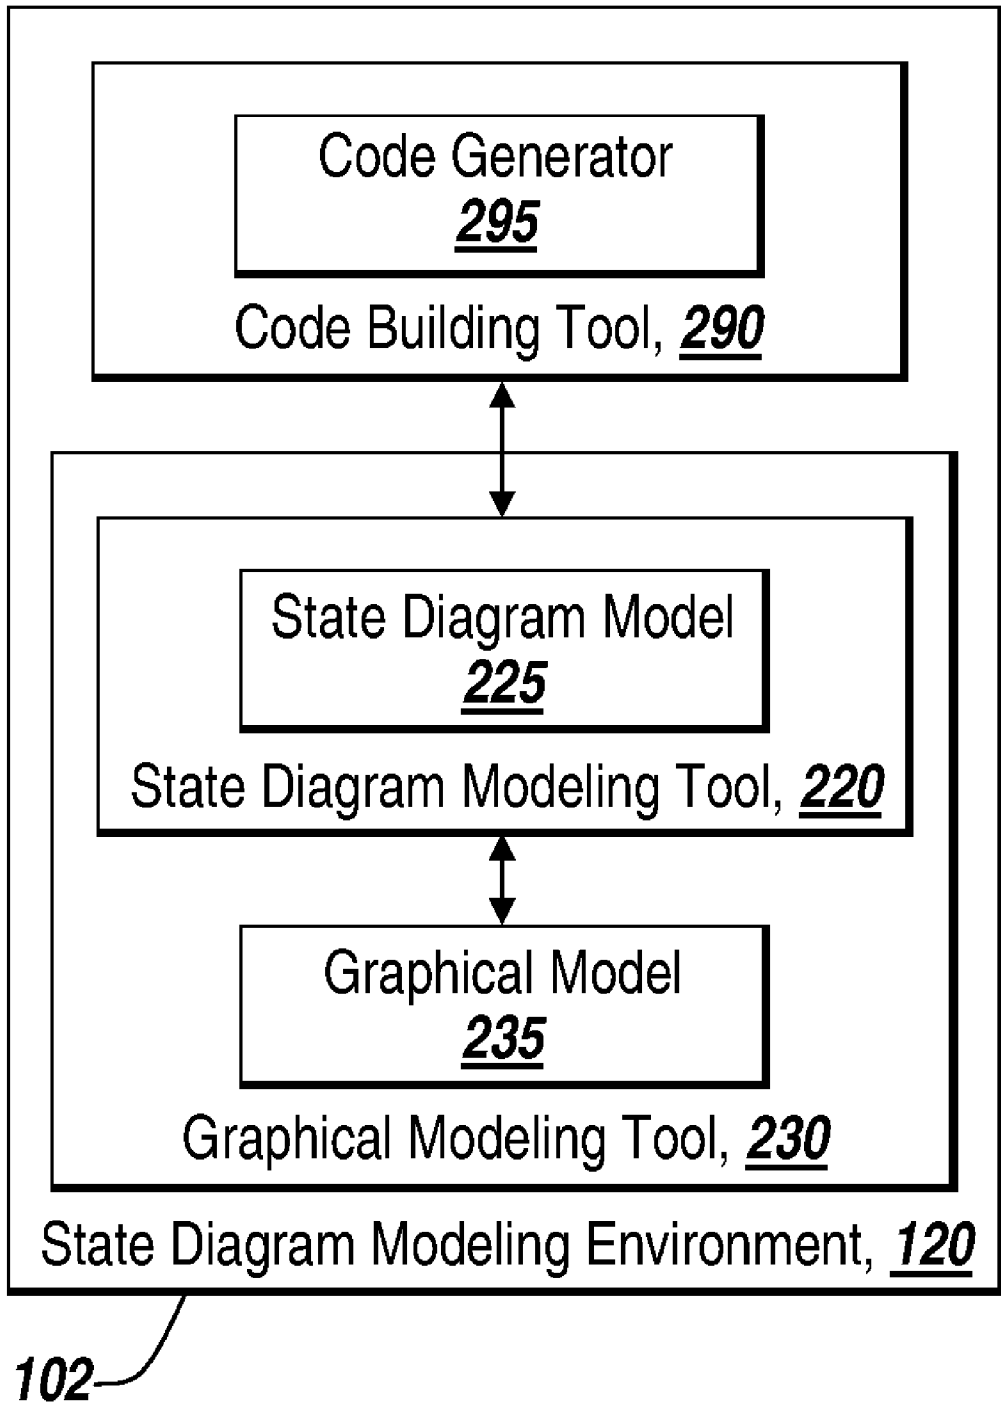 Code Generator
295
Code Building Tool, 290
State Diagram Model
225
State Diagram Modeling Tool, 220
Graphical Model
235
Graphical Modeling Tool, 230
State Diagram Modeling Environment, 120
102